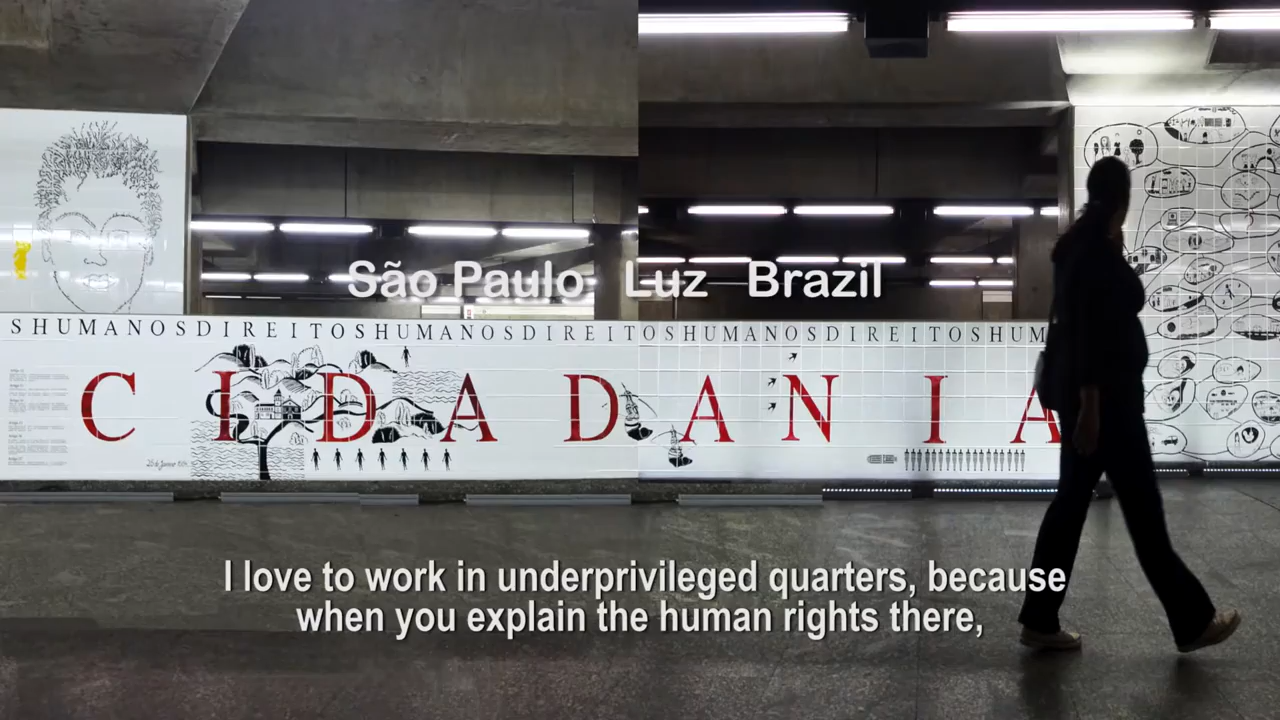 São Paulo Luz Brazil
SHUMANOSDIREITOSHUMANOSDIREITOSHUMANOSDIREITOSHUM
CIDADANIA
I love to work in underprivileged quarters, because
when you explain the human rights there,